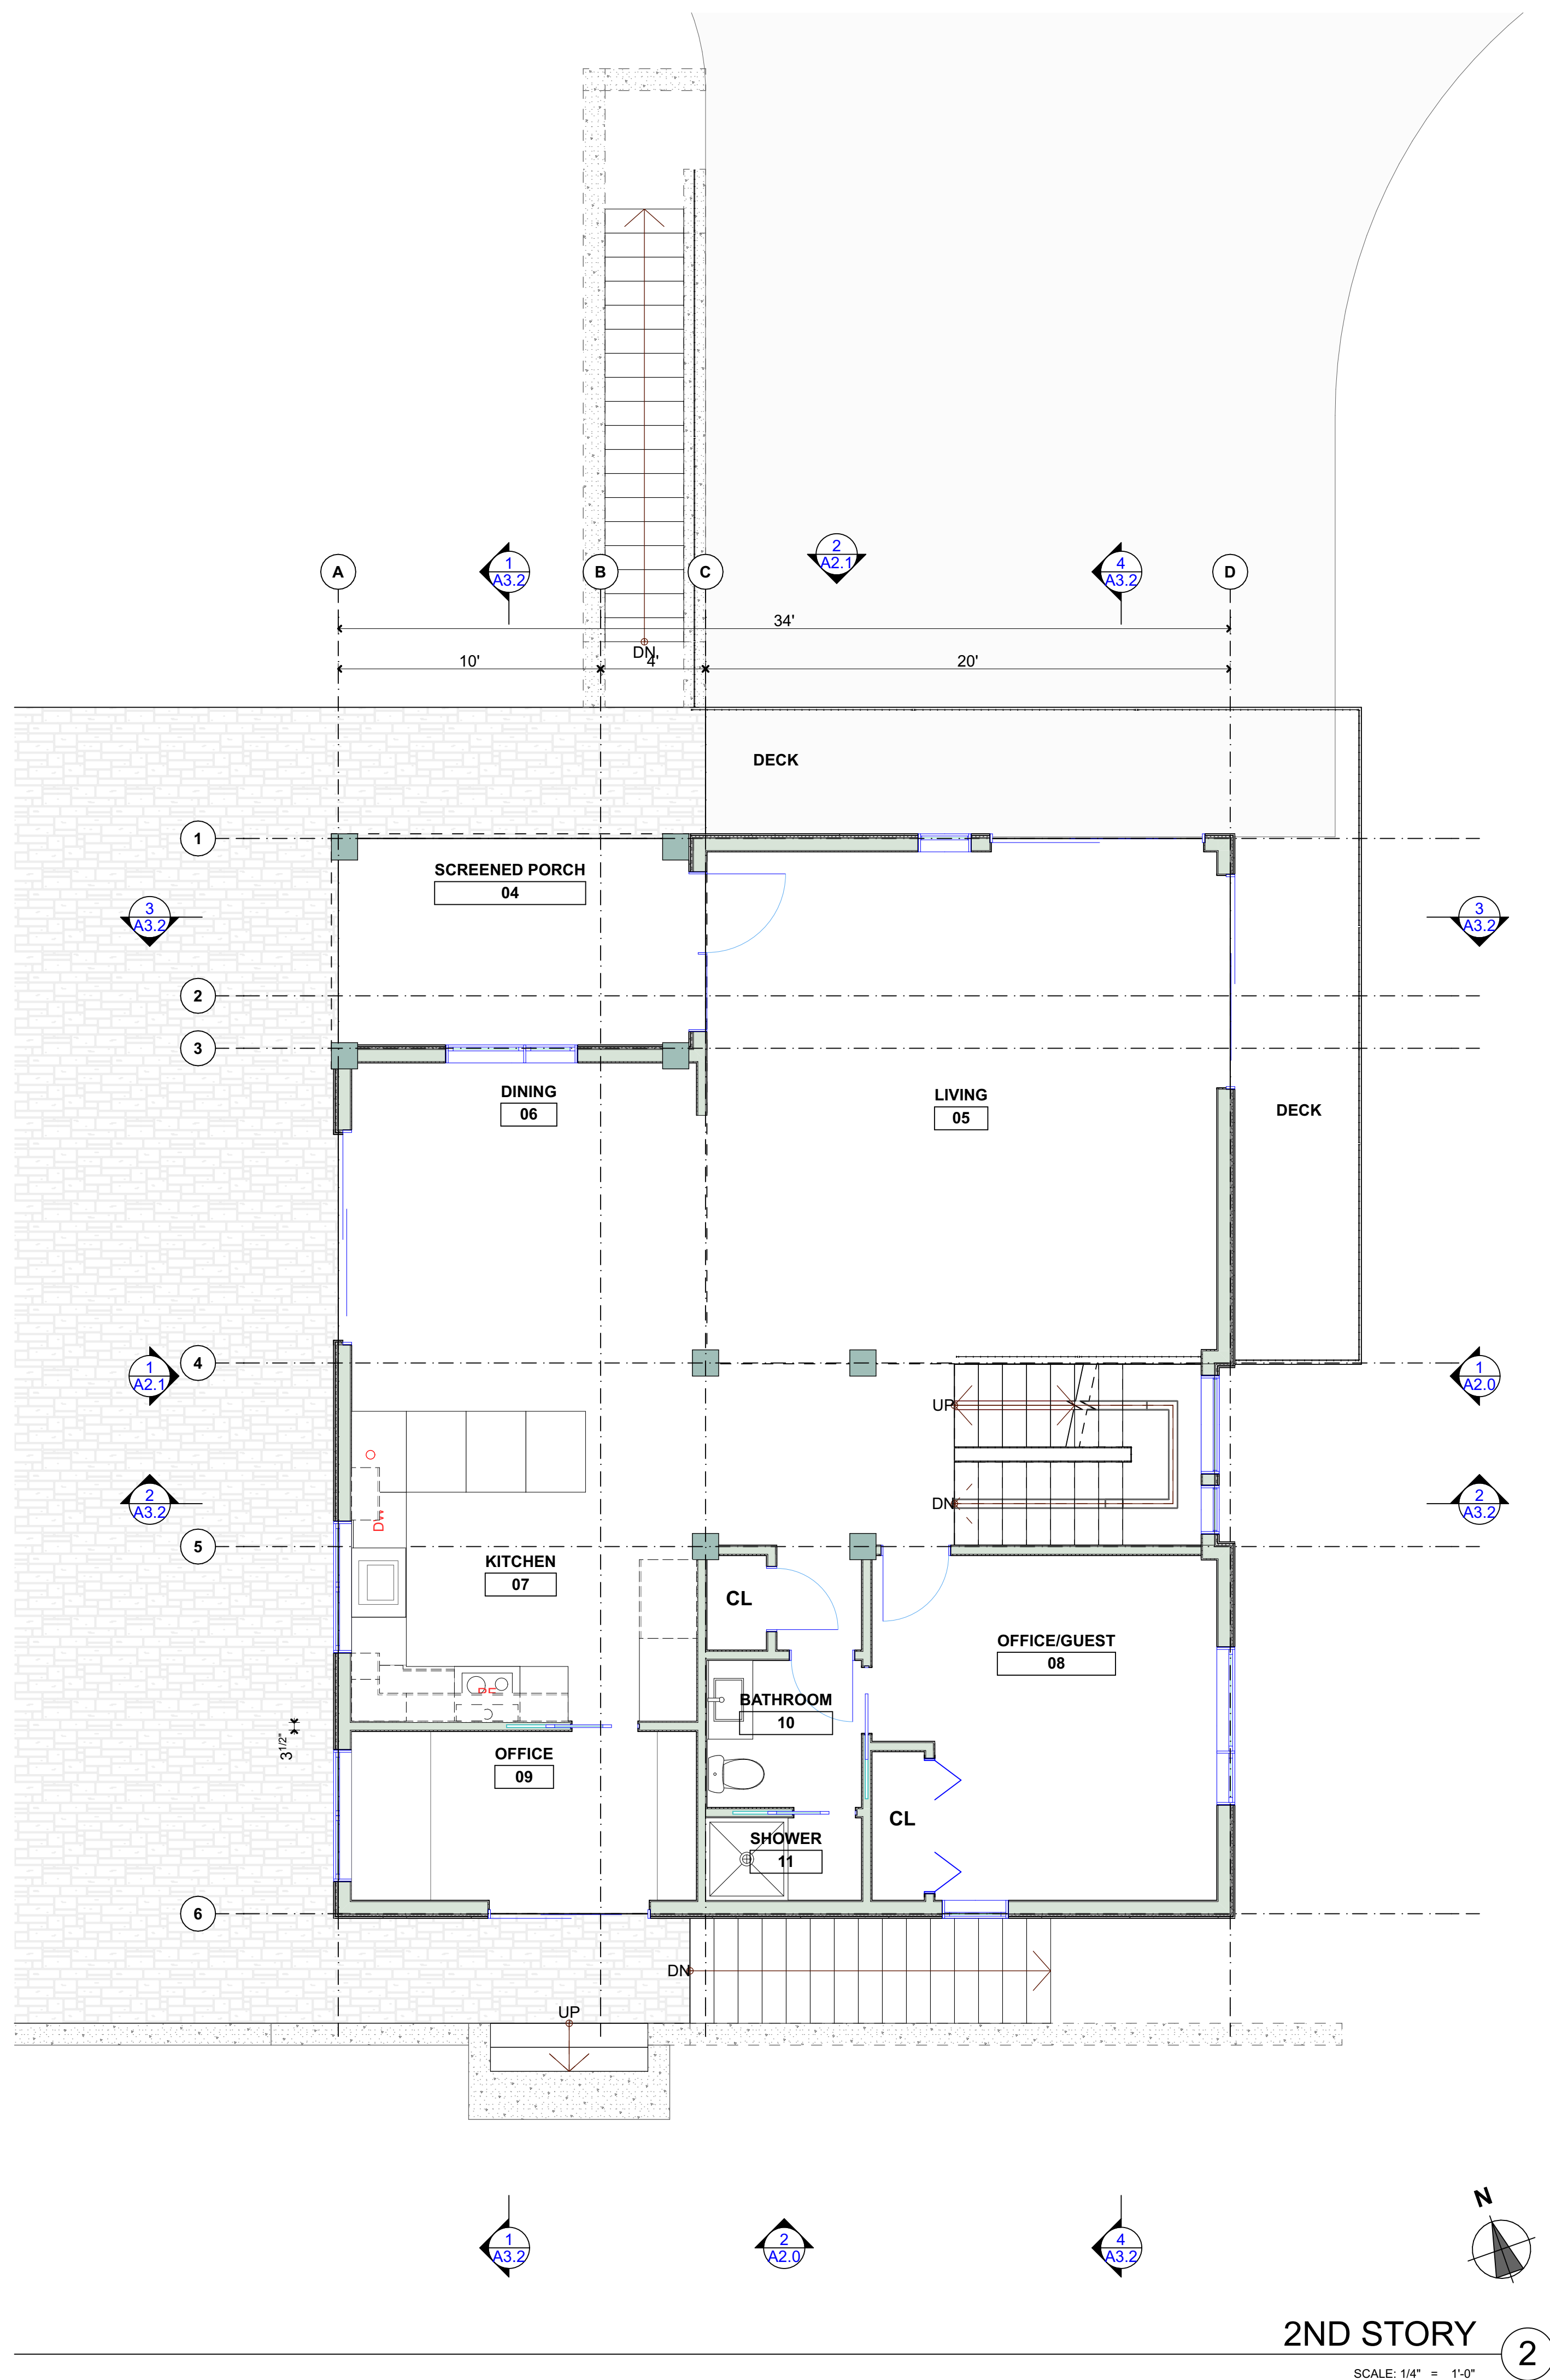 1
A3.2
2
A2.1
4
A3.2
A
B
C
D
34'
DN
10'
4'
20'
DECK
1
SCREENED PORCH
04
3
A3.2
3
A3.2
2
3
DINING
06
LIVING
05
DECK
1
A2.1
4
1
A2.0
UP
2
A3.2
DN
2
A3.2
DW
5
KITCHEN
07
CL
OFFICE/GUEST
08
BATHROOM
10
3 1/2"
OFFICE
09
CL
SHOWER
11
6
DN
UP
N
1
A3.2
2
A2.0
4
A3.2
2ND STORY
2
SCALE: 1/4" = 1'-0"